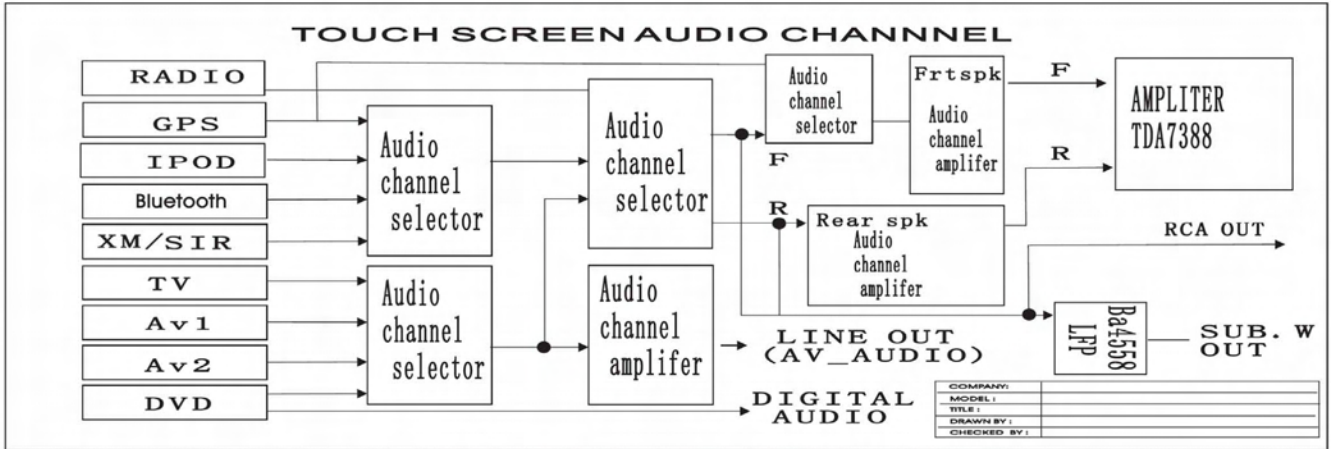 TOUCH SCREEN AUDIO CHANNNEL
RADIO
GPS
IPOD
Bluetooth
XM/SIR
TV
Av1
Av2
DVD
Audio
channel
selector
Audio
channel
selector
Audio
channel
selector
Audio
channel
amplifer
Audio
channel
selector
Frtspk
Audio
channel
amplifer
F
R
F
R
Rear spk
Audio
channel
amplifer
AMPLITER
TDA7388
RCA OUT
Ba4558
LFP
SUB. W
OUT
LINE OUT
(AV_AUDIO)
DIGITAL
AUDIO
COMPANY:
MODEL :
TITLE :
DRAWN BY :
CHECKED BY :